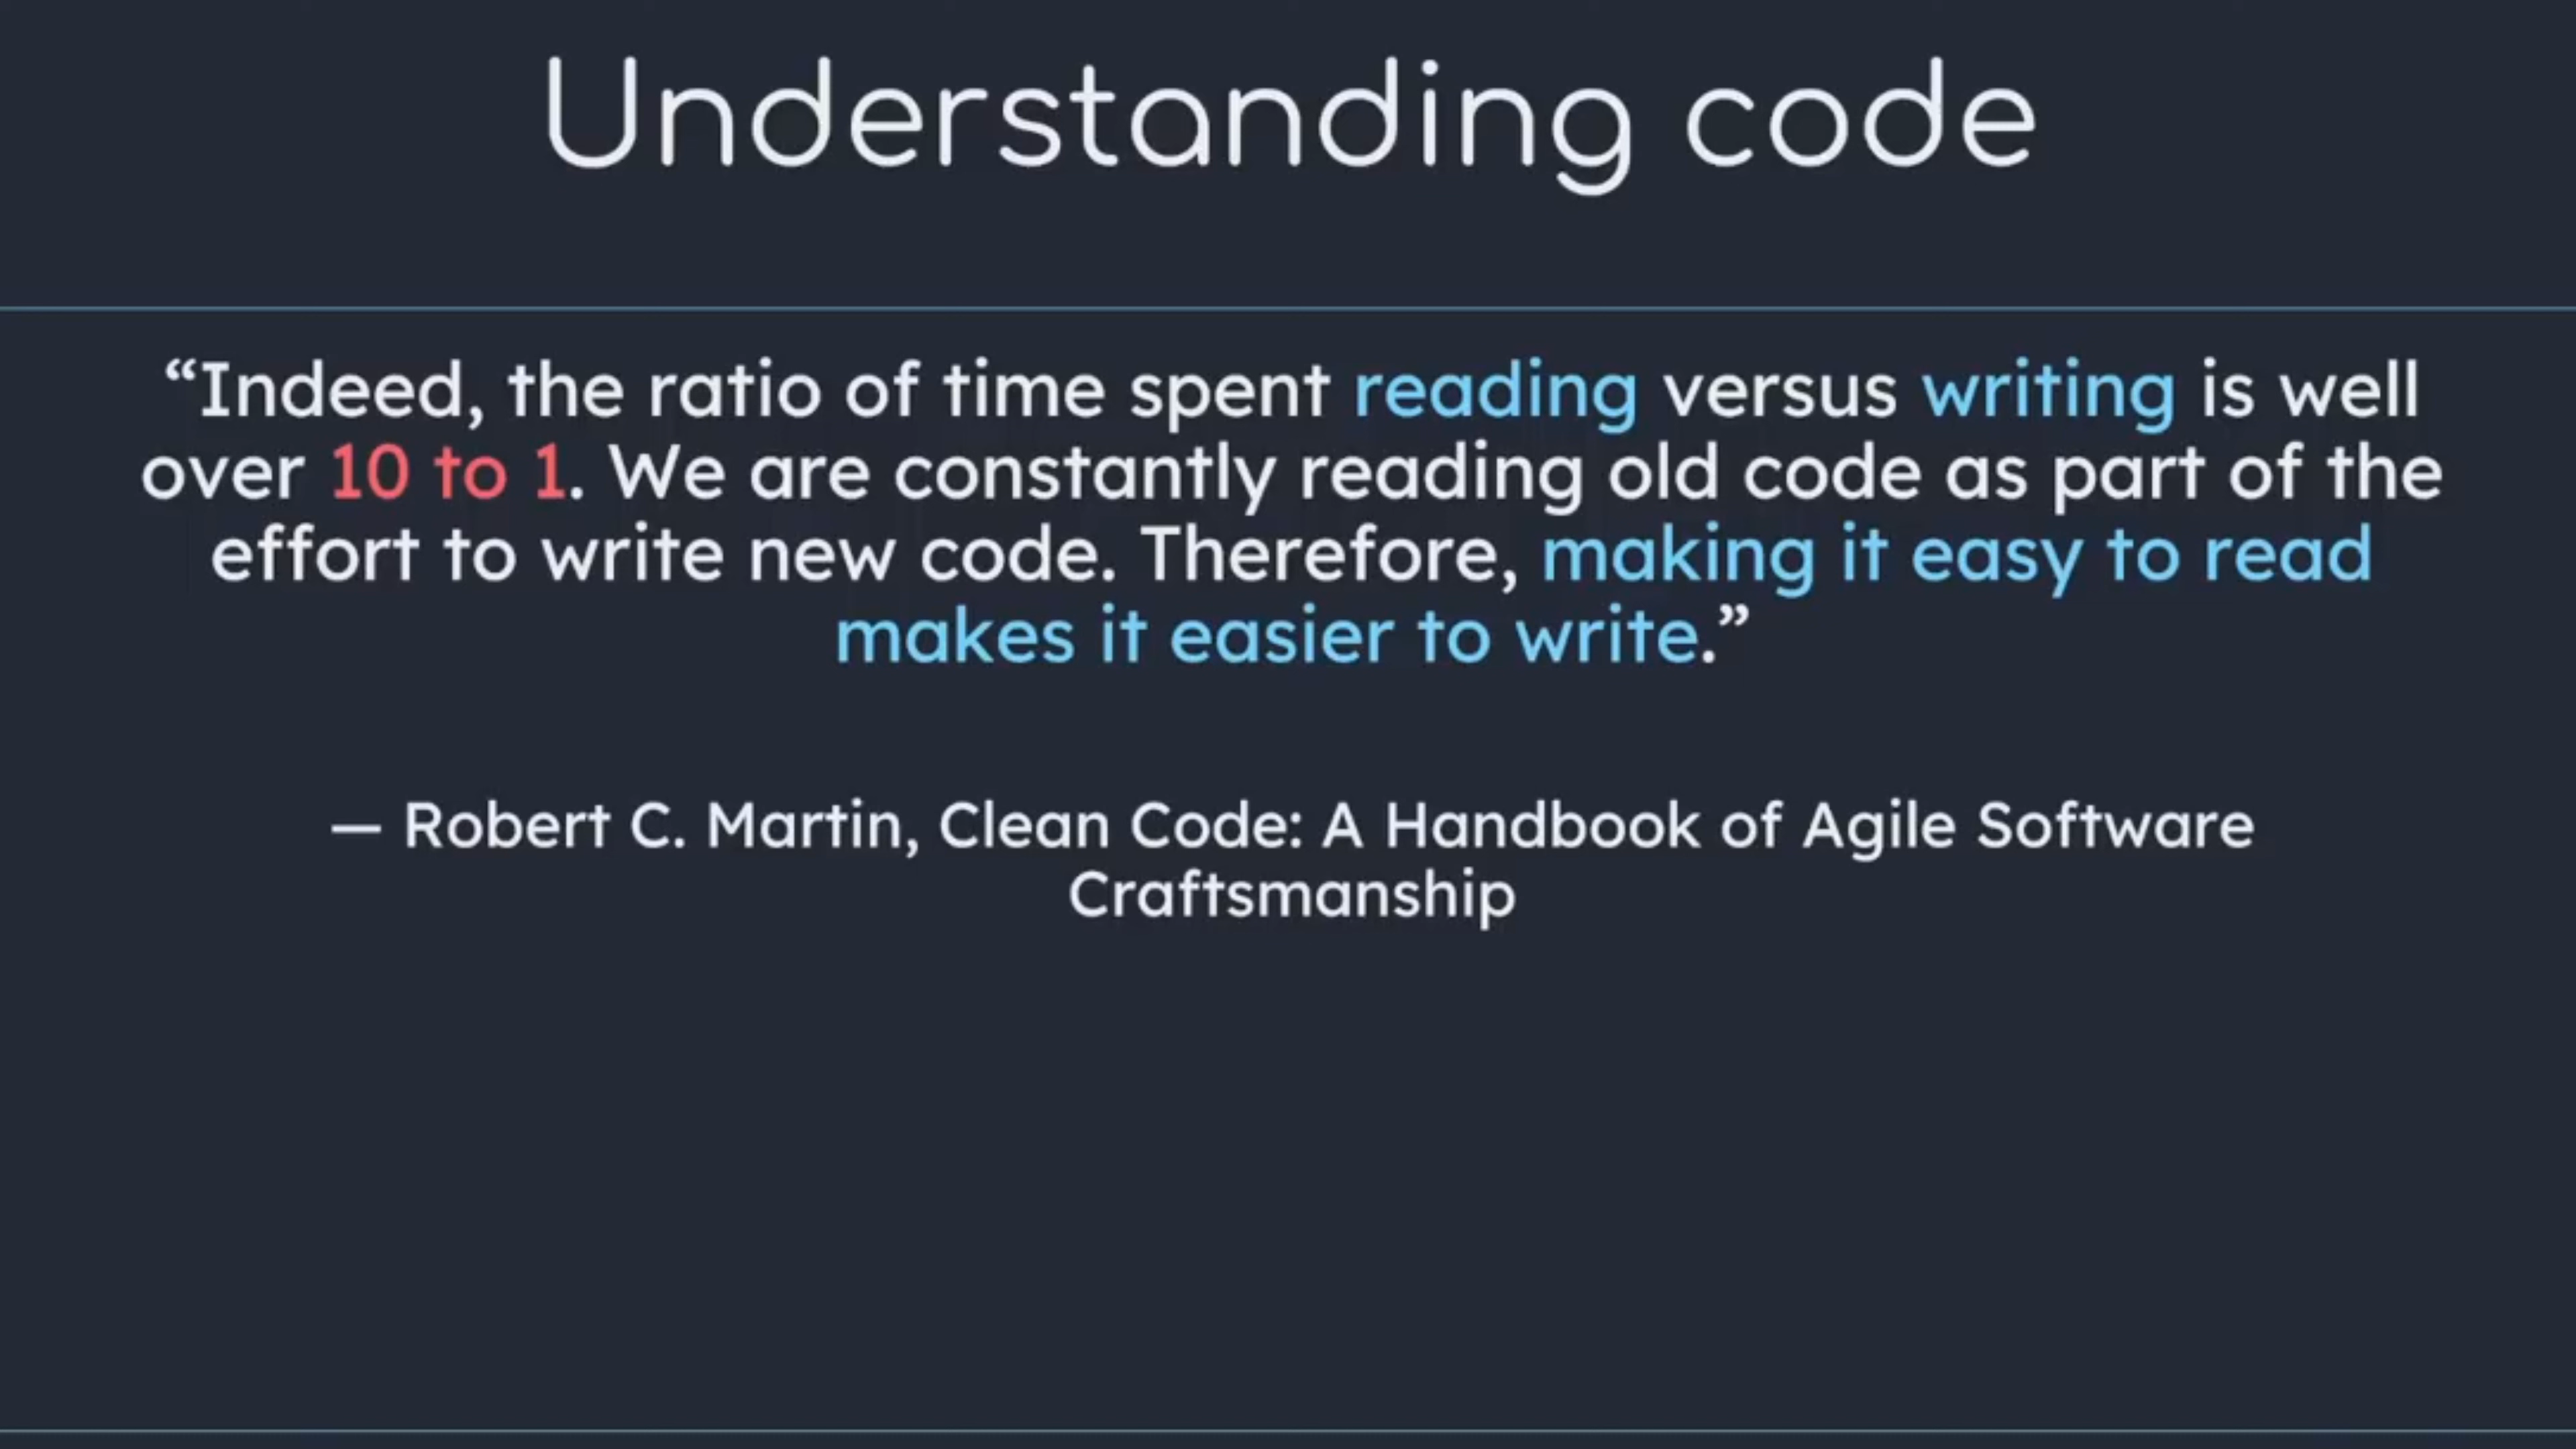 Understanding code
“Indeed, the ratio of time spent reading versus writing is well
over 10 to 1. We are constantly reading old code as part of the
effort to write new code. Therefore, making it easy to read
makes it easier to write.”
— Robert C. Martin, Clean Code: A Handbook of Agile Software
Craftsmanship